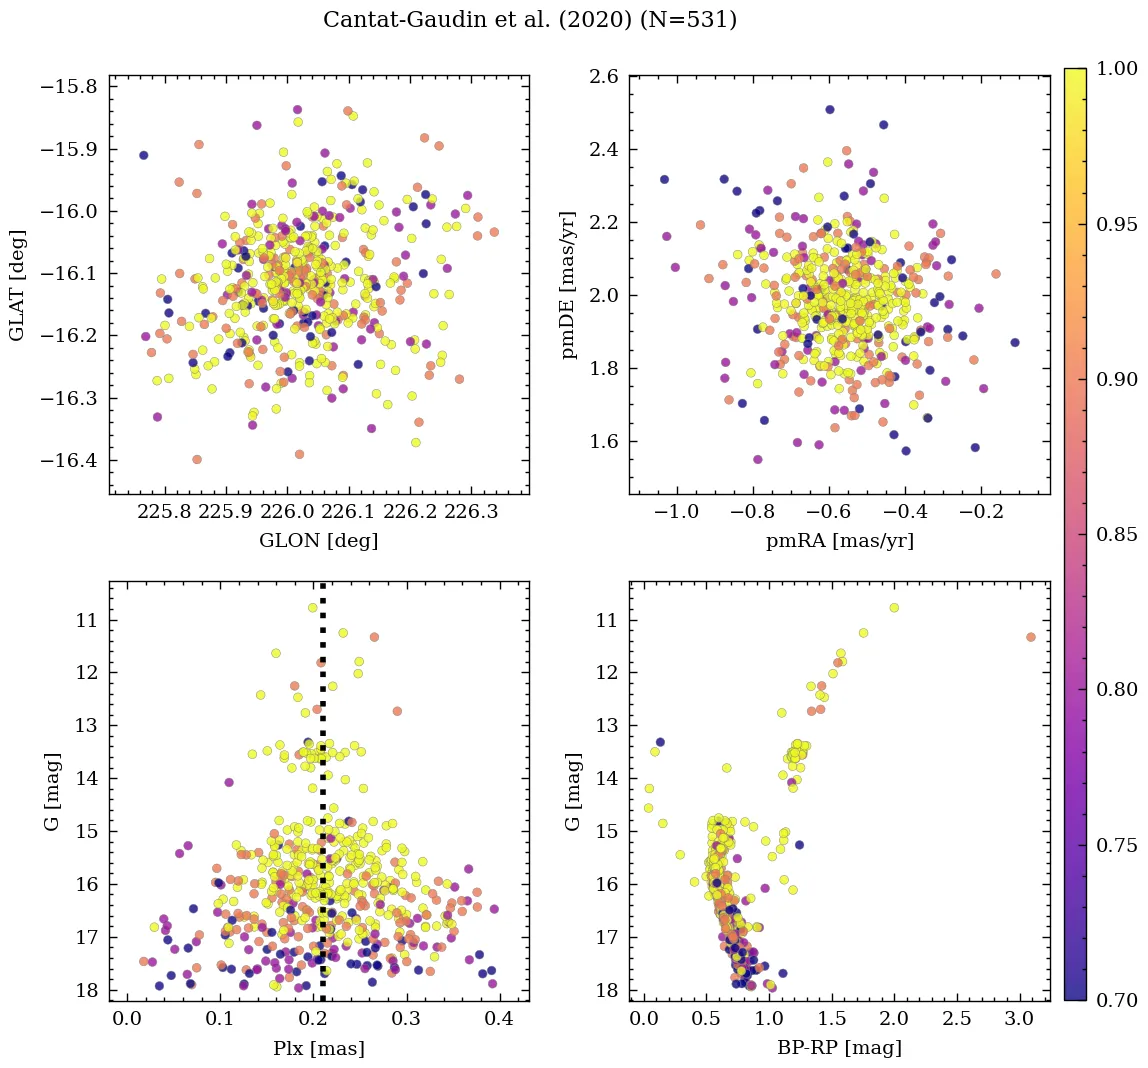 Cantat-Gaudin et al. (2020) (N=531)
−15.8
−15.9
−16.0
−16.1
−16.2
−16.3
−16.4
GLAT [deg]
225.8 225.9 226.0 226.1 226.2 226.3
GLON [deg]
2.6
2.4
2.2
2.0
1.8
1.6
pmDE [mas/yr]
−1.0 −0.8 −0.6 −0.4 −0.2
pmRA [mas/yr]
11
12
13
14
15
16
17
18
G [mag]
0.0 0.1 0.2 0.3 0.4
Plx [mas]
11
12
13
14
15
16
17
18
G [mag]
0.0 0.5 1.0 1.5 2.0 2.5 3.0
BP-RP [mag]
1.00
0.95
0.90
0.85
0.80
0.75
0.70